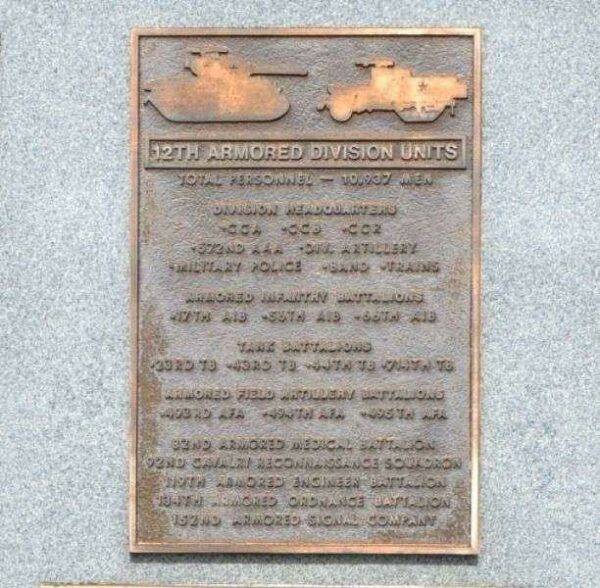 12TH ARMORED DIVISION UNITS
TOTAL PERSONNEL — 10,937 MEN
DIVISION HEADQUARTERS
•CCA •CCB •CCR
•572ND AAA •DIV. ARTILLERY
•MILITARY POLICE •BAND •TRAINS
ARMORED INFANTRY BATTALIONS
•17TH AIB •56TH AIB •66TH AIB
TANK BATTALIONS
•23RD TB •43RD TB •44TH TB •714TH TB
ARMORED FIELD ARTILLERY BATTALIONS
•493RD AFA •494TH AFA •495TH AFA
82ND ARMORED MEDICAL BATTALION
92ND CAVALRY RECONNAISSANCE SQUADRON
119TH ARMORED ENGINEER BATTALION
134TH ARMORED ORDNANCE BATTALION
152ND ARMORED SIGNAL COMPANY